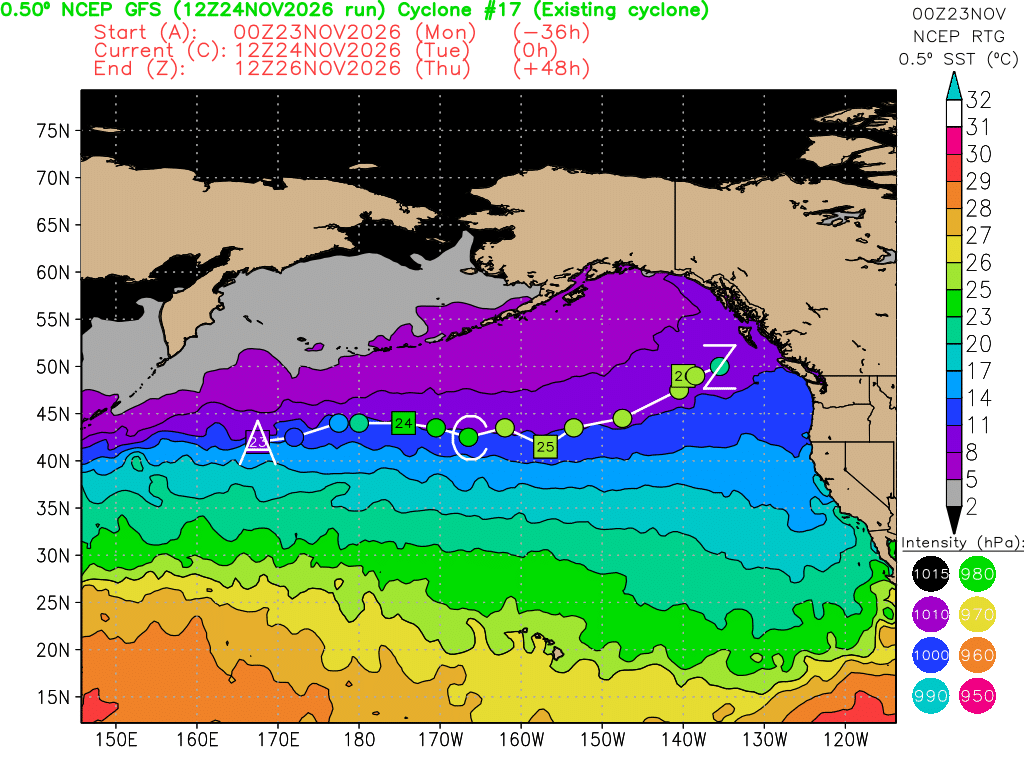 0.50º NCEP GFS (12Z24NOV2026 run) Cyclone #17 (Existing cyclone)
Start (A): 00Z23NOV2026 (Mon) (−36h)
Current (C): 12Z24NOV2026 (Tue) (0h)
End (Z): 12Z26NOV2026 (Thu) (+48h)
00Z23NOV
NCEP RTG
0.5º SST (ºC)
32
31
30
29
28
27
26
25
23
20
17
14
11
8
5
2
75N
70N
65N
60N
55N
50N
45N
40N
35N
30N
25N
20N
15N
Z
A
23
24
C
25
150E 160E 170E 180 170W 160W 150W 140W 130W 120W
Intensity (hPa):
1015 980
1010 970
1000 960
990 950